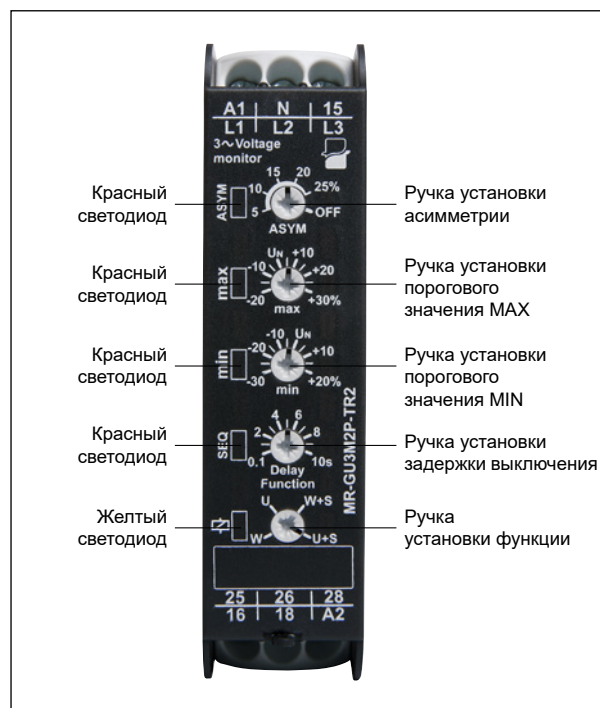 A1 N 15
L1 L2 L3
3~Voltage
monitor
Красный
светодиод
ASYM
5 10 15 20 25% OFF
ASYM
Ручка установки
асимметрии
Красный
светодиод
max
-20 -10 UN +10 +20 +30%
max
Ручка установки
порогового
значения MAX
Красный
светодиод
min
-30 -20 -10 UN +10 +20%
min
Ручка установки
порогового
значения MIN
Красный
светодиод
SEQ
0.1 2 4 6 8 10s
Delay
Function
Ручка установки
задержки выключения
MR-GU3M2P-TR2
Желтый
светодиод
W U W+S U+S
Ручка
установки функции
25 26 28
16 18 A2